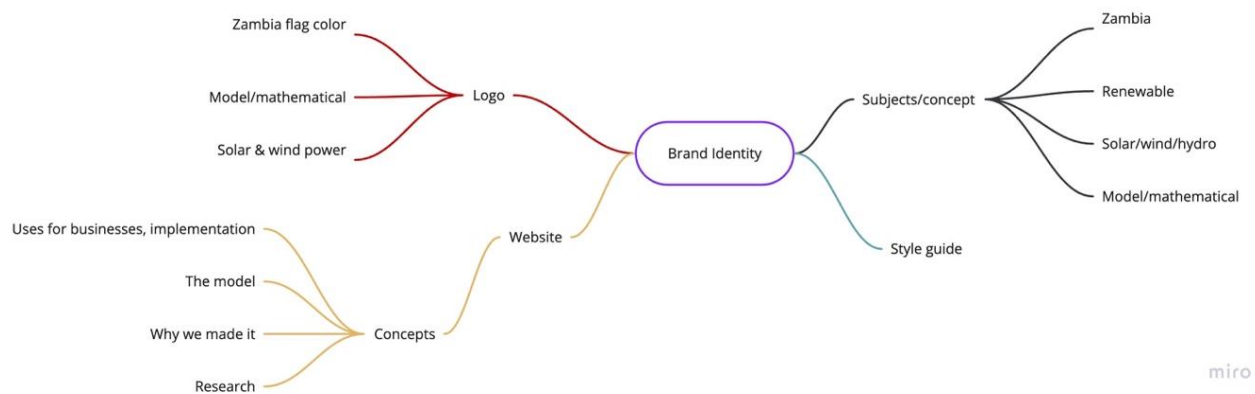 Zambia flag color
Model/mathematical
Solar & wind power
Logo
Uses for businesses, implementation
The model
Why we made it
Research
Concepts
Website
Brand Identity
Subjects/concept
Zambia
Renewable
Solar/wind/hydro
Model/mathematical
Style guide
miro